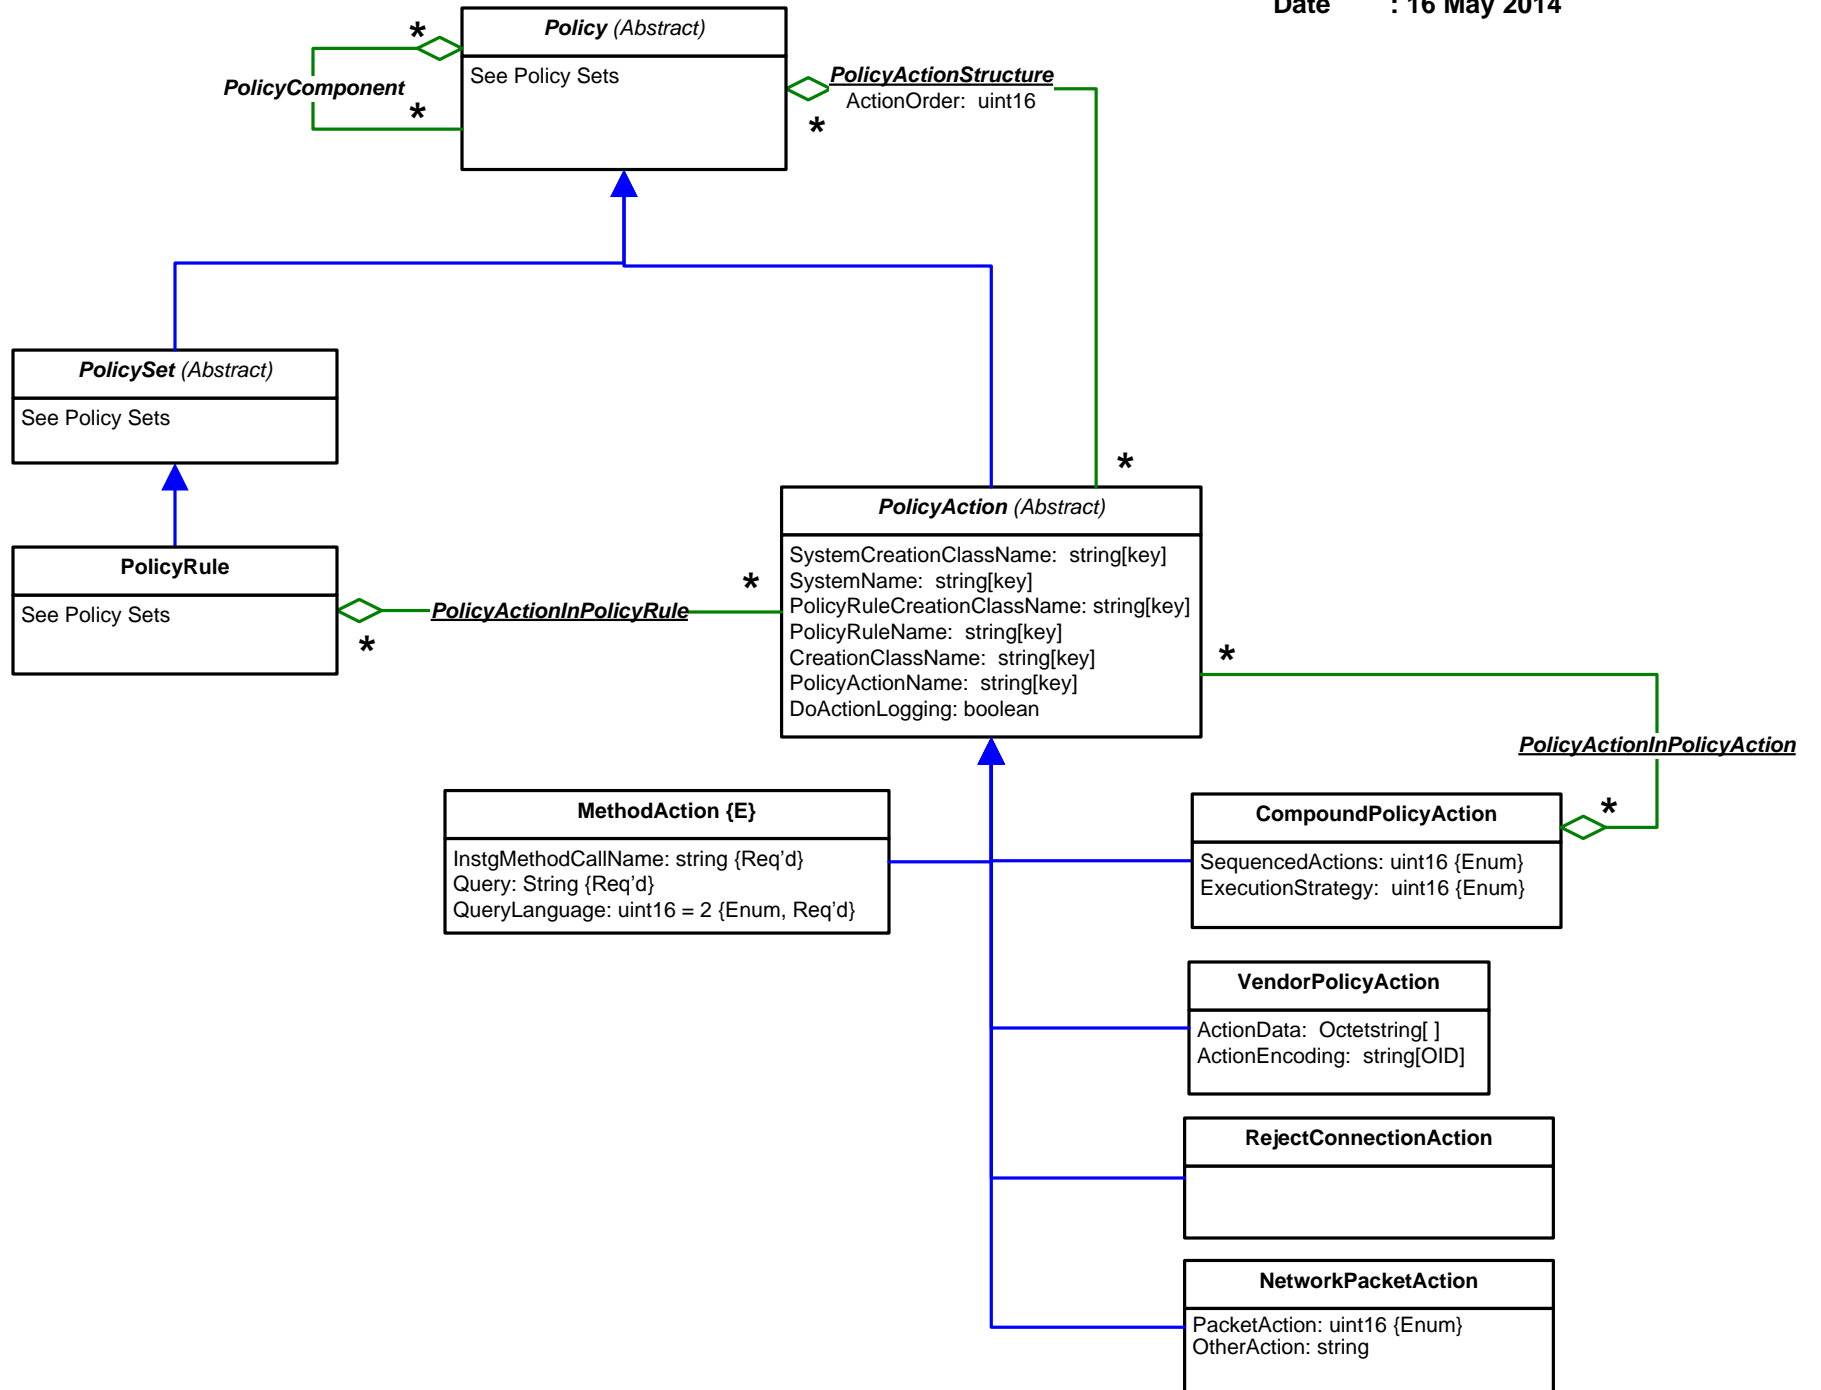 Date : 16 May 2014
*
Policy (Abstract)
See Policy Sets
PolicyActionStructure
ActionOrder: uint16
PolicyComponent
*
*
PolicySet (Abstract)
See Policy Sets
*
PolicyAction (Abstract)
SystemCreationClassName: string[key]
SystemName: string[key]
PolicyRuleCreationClassName: string[key]
PolicyRuleName: string[key]
CreationClassName: string[key]
PolicyActionName: string[key]
DoActionLogging: boolean
PolicyRule
See Policy Sets
*
PolicyActionInPolicyRule
*
*
PolicyActionInPolicyAction
*
MethodAction {E}
InstgMethodCallName: string {Req’d}
Query: String {Req’d}
QueryLanguage: uint16 = 2 {Enum, Req’d}
CompoundPolicyAction
SequencedActions: uint16 {Enum}
ExecutionStrategy: uint16 {Enum}
VendorPolicyAction
ActionData: Octetstring[ ]
ActionEncoding: string[OID]
RejectConnectionAction
NetworkPacketAction
PacketAction: uint16 {Enum}
OtherAction: string